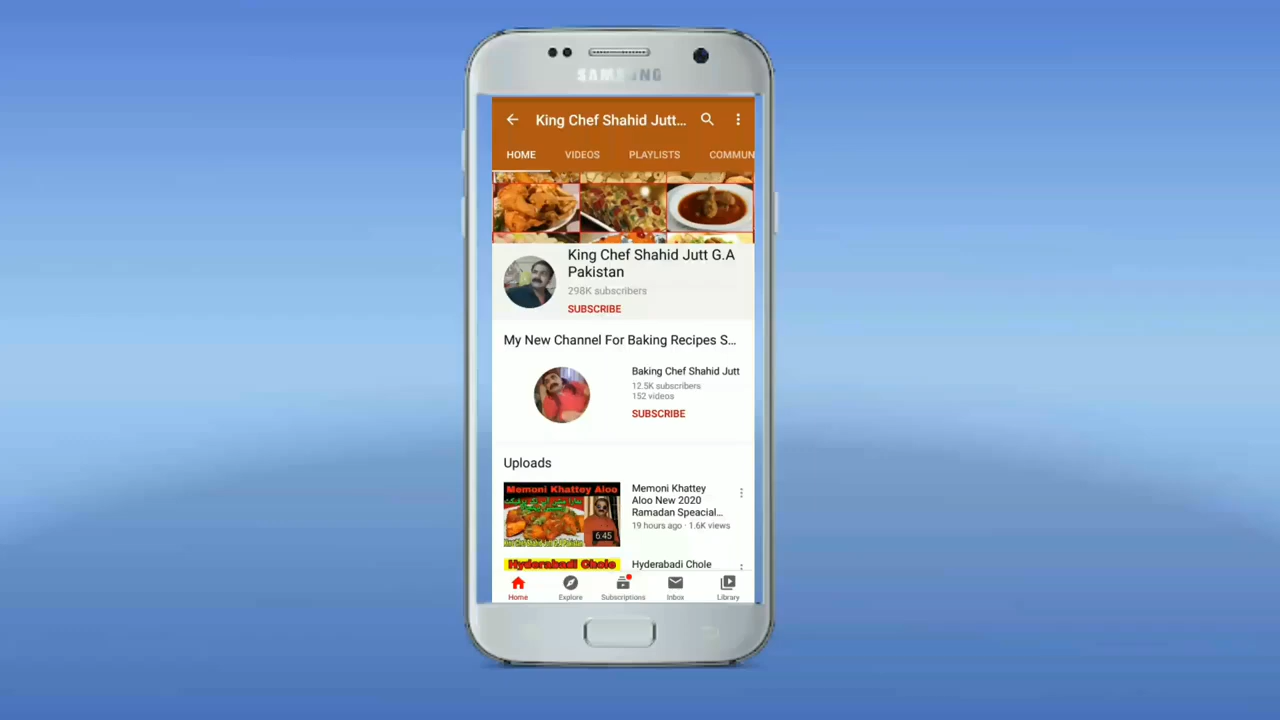 SAMSUNG
King Chef Shahid Jutt...
HOME VIDEOS PLAYLISTS COMMUN
King Chef Shahid Jutt G.A
Pakistan
298K subscribers
SUBSCRIBE
My New Channel For Baking Recipes S...
Baking Chef Shahid Jutt
12.5K subscribers
152 videos
SUBSCRIBE
Uploads
Memoni Khattey Aloo
6:45
Memoni Khattey
Aloo New 2020
Ramadan Speacial...
19 hours ago · 1.6K views
Hyderabadi Chole
Hyderabadi Chole
Home Explore Subscriptions Inbox Library